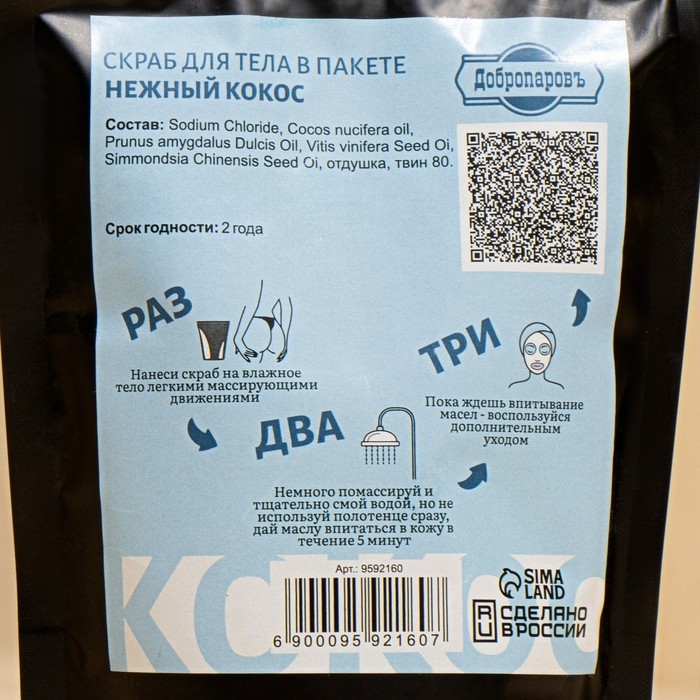 СКРАБ ДЛЯ ТЕЛА В ПАКЕТЕ
НЕЖНЫЙ КОКОС
Добропаровъ
Состав: Sodium Chloride, Cocos nucifera oil,
Prunus amygdalus Dulcis Oil, Vitis vinifera Seed Oi,
Simmondsia Chinensis Seed Oi, отдушка, твин 80.
Срок годности: 2 года
РАЗ
Нанеси скраб на влажное
тело легкими массирующими
движениями
ДВА
Немного помассируй и
тщательно смой водой, но не
используй полотенце сразу,
дай маслу впитаться в кожу в
течение 5 минут
ТРИ
Пока ждешь впитывание
масел - воспользуйся
дополнительным
уходом
КОКОС
Арт.: 9592160
6 900095 921607
SIMA
LAND
RU СДЕЛАНО
В РОССИИ